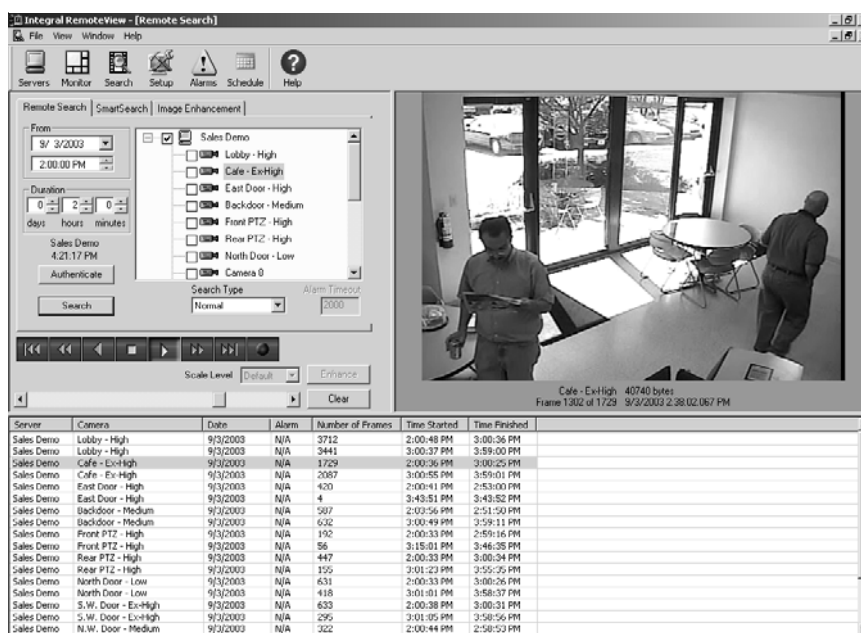 Integral RemoteView - [Remote Search]
File View Window Help
Servers Monitor Search Setup Alarms Schedule Help
Remote Search SmartSearch Image Enhancement
From
9/ 3/2003
2:00:00 PM
Duration
0 2 0
days hours minutes
Sales Demo
4:21:17 PM
Authenticate
Search
Sales Demo
Lobby - High
Cafe - Ex-High
East Door - High
Backdoor - Medium
Front PTZ - High
Rear PTZ - High
North Door - Low
Camera 8
Search Type
Normal
Alarm Timeout
2000
Scale Level Default Enhance
Clear
Cafe - Ex-High 40740 bytes
Frame 1302 of 1729 9/3/2003 2:38:02.067 PM
Server Camera Date Alarm Number of Frames Time Started Time Finished
Sales Demo Lobby - High 9/3/2003 N/A 3712 2:00:48 PM 3:00:36 PM
Sales Demo Lobby - High 9/3/2003 N/A 3441 3:00:37 PM 3:59:00 PM
Sales Demo Cafe - Ex-High 9/3/2003 N/A 1729 2:00:36 PM 3:00:25 PM
Sales Demo Cafe - Ex-High 9/3/2003 N/A 2087 3:00:55 PM 3:59:01 PM
Sales Demo East Door - High 9/3/2003 N/A 420 2:00:41 PM 2:53:00 PM
Sales Demo East Door - High 9/3/2003 N/A 4 3:43:51 PM 3:43:52 PM
Sales Demo Backdoor - Medium 9/3/2003 N/A 587 2:03:56 PM 2:51:50 PM
Sales Demo Backdoor - Medium 9/3/2003 N/A 632 3:00:49 PM 3:59:11 PM
Sales Demo Front PTZ - High 9/3/2003 N/A 192 2:00:33 PM 2:59:16 PM
Sales Demo Front PTZ - High 9/3/2003 N/A 56 3:15:01 PM 3:46:35 PM
Sales Demo Rear PTZ - High 9/3/2003 N/A 447 2:00:33 PM 3:00:34 PM
Sales Demo Rear PTZ - High 9/3/2003 N/A 155 3:01:23 PM 3:55:35 PM
Sales Demo North Door - Low 9/3/2003 N/A 631 2:00:33 PM 3:00:26 PM
Sales Demo North Door - Low 9/3/2003 N/A 418 3:01:01 PM 3:58:37 PM
Sales Demo S.W. Door - Ex-High 9/3/2003 N/A 633 2:00:38 PM 3:00:31 PM
Sales Demo S.W. Door - Ex-High 9/3/2003 N/A 295 3:01:05 PM 3:58:56 PM
Sales Demo N.W. Door - Medium 9/3/2003 N/A 322 2:00:44 PM 2:58:53 PM